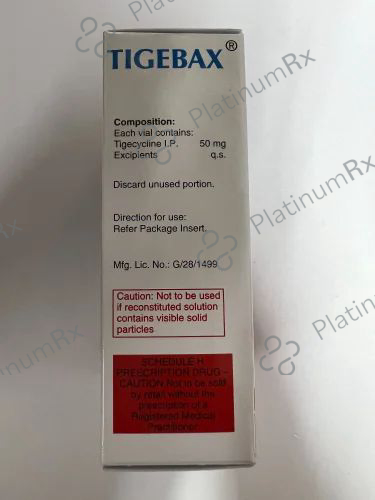 TIGEBAX®
Composition:
Each vial contains:
Tigecycline I.P. 50 mg
Excipients q.s.
Discard unused portion.
Direction for use:
Refer Package Insert.
Mfg. Lic. No.: G/28/1499
Caution: Not to be used
if reconstituted solution
contains visible solid
particles
SCHEDULE H
PRESCRIPTION DRUG –
CAUTION Not to be sold
by retail without the
prescription of a
Registered Medical
Practitioner
PlatinumRx
PlatinumRx
PlatinumRx
PlatinumRx
Platinu
inumRx